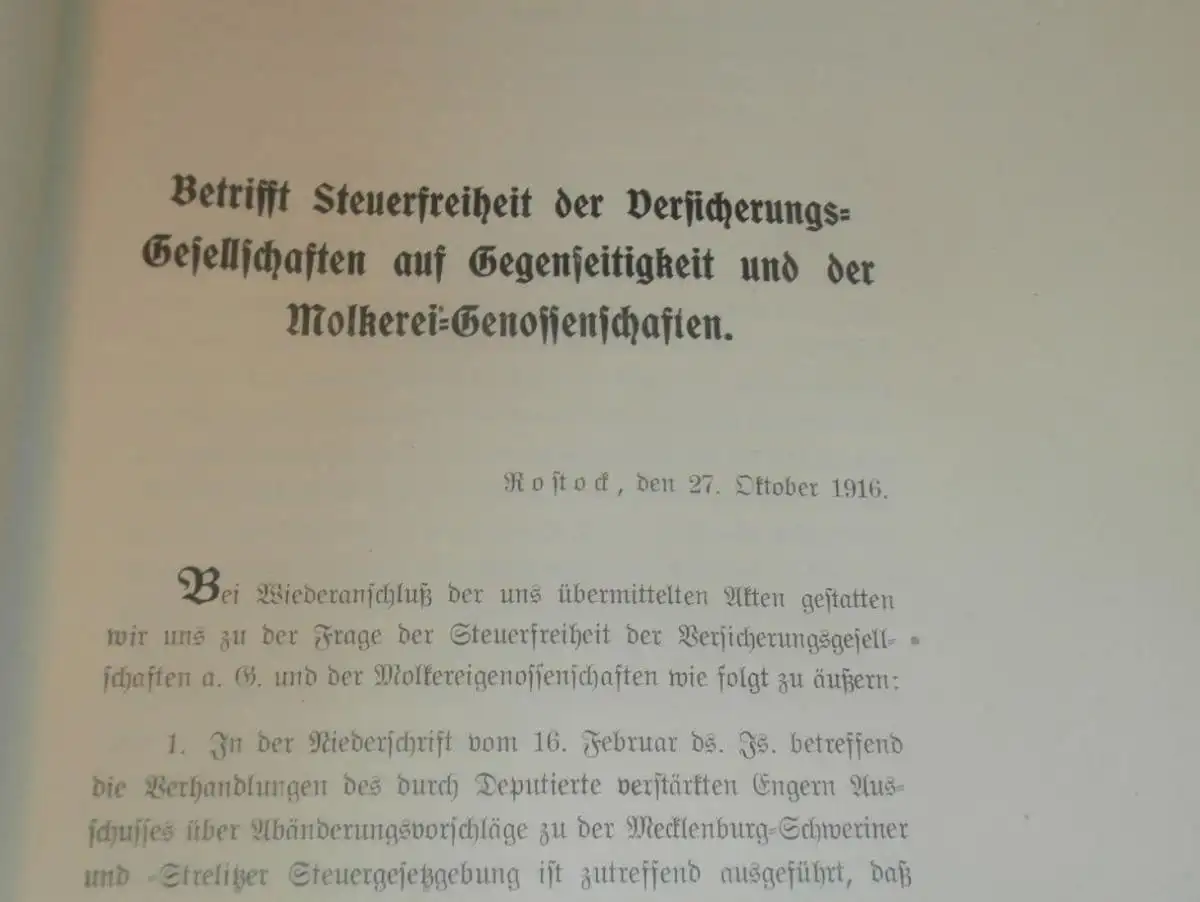 Betrifft Steuerfreiheit der Versicherungs-
Gesellschaften auf Gegenseitigkeit und der
Molkerei-Genossenschaften.
Rostock, den 27. Oktober 1916.
Bei Wiederanschluß der uns übermittelten Akten gestatten
wir uns zu der Frage der Steuerfreiheit der Versicherungsgesell-
schaften a. G. und der Molkereigenossenschaften wie folgt zu äußern:
1. In der Niederschrift vom 16. Februar ds. Js. betreffend
die Verhandlungen des durch Deputierte verstärkten Engern Aus-
schusses über Abänderungsvorschläge zu der Mecklenburg-Schweriner
und -Strelitzer Steuergesetzgebung ist zutreffend ausgeführt, daß